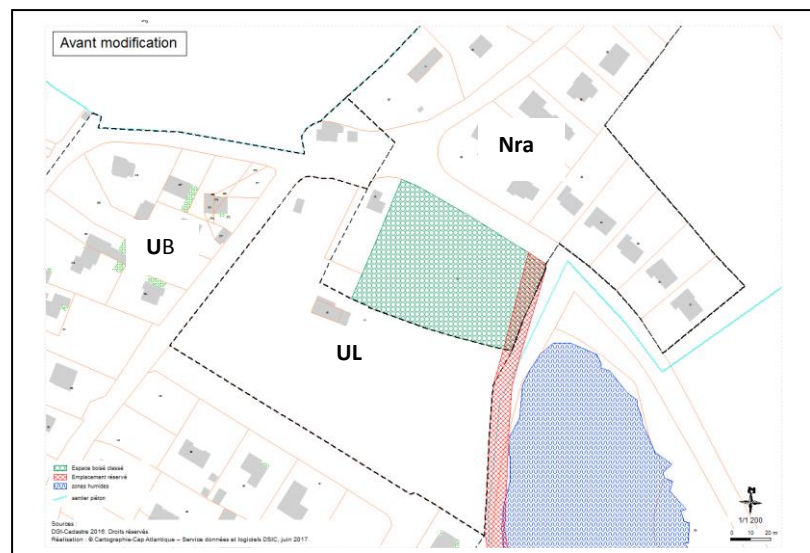 Avant modification
Nra
UB
UL
Espace boisé classé
Emplacement réservé
zones humides
sentier piéton
Sources :
DGI-Cadastre 2016. Droits réservés.
Réalisation : © Cartographie-Cap Atlantique – Service données et logiciels DSIC, juin 2017.
N
1/1 200
0 10 20 m